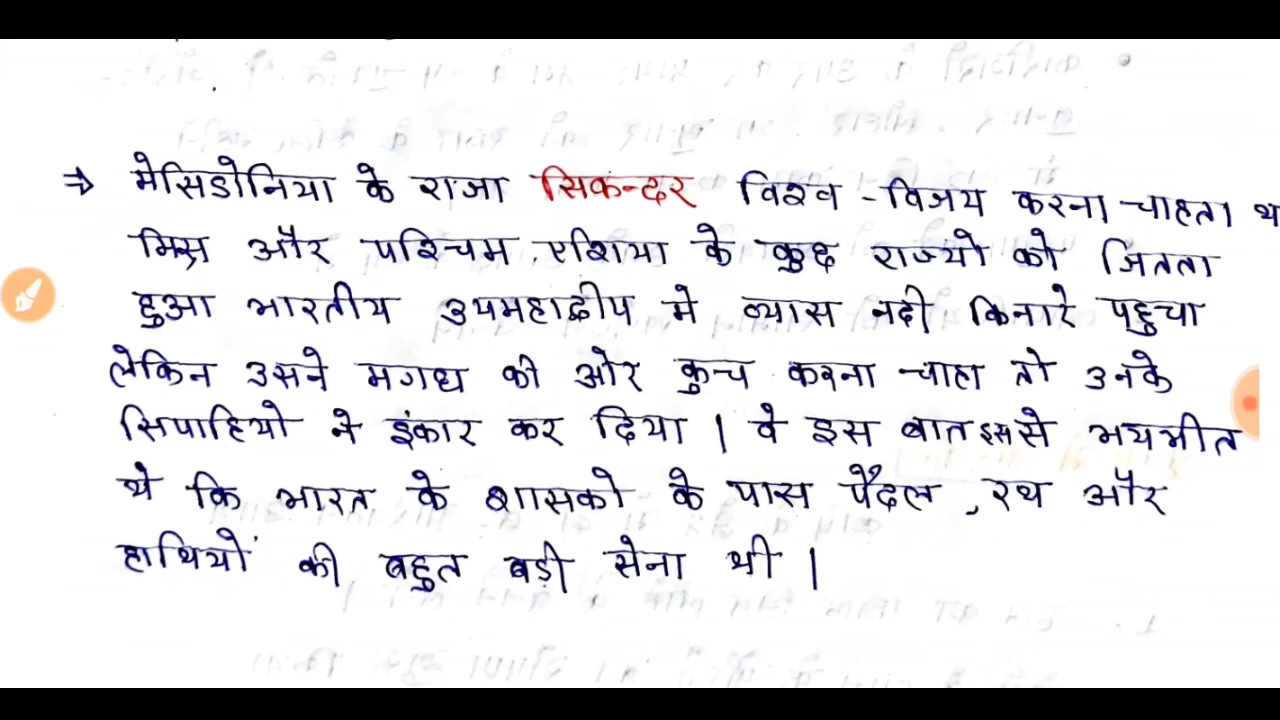 ⇒ मेसिडोनिया के राजा सिकन्दर विश्व - विजय करना चाहता थ
मिस्र और पश्चिम एशिया के कुछ राज्यो को जितता
हुआ भारतीय उपमहाद्वीप मे व्यास नदी किनारे पहुचा
लेकिन उसने मगध की ओर कुच करना चाहा तो उनके
सिपाहियो ने इंकार कर दिया । वे इस बात इससे भयभीत
थे कि भारत के शासको के पास पैदल , रथ और
हाथियों की बहुत बड़ी सेना थी ।